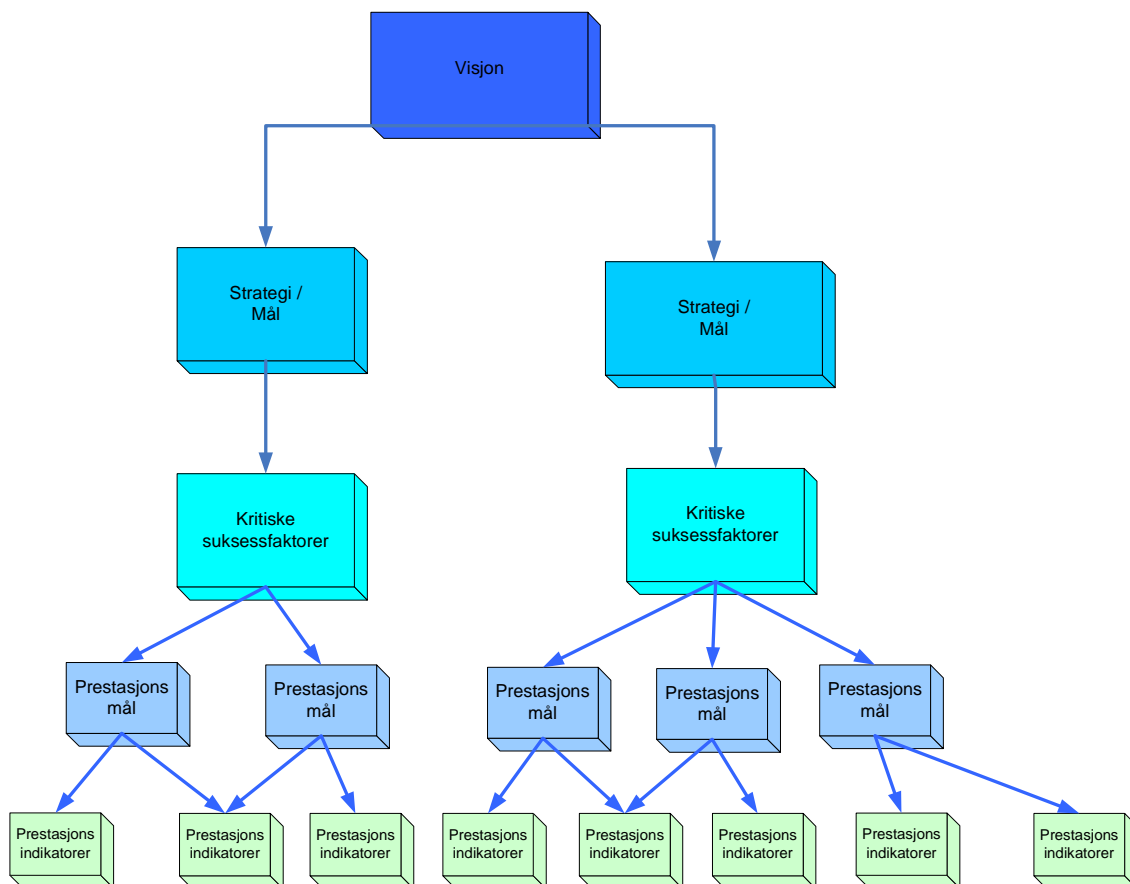 Visjon
Strategi /
Mål
Strategi /
Mål
Kritiske
suksessfaktorer
Kritiske
suksessfaktorer
Prestasjons
mål
Prestasjons
mål
Prestasjons
mål
Prestasjons
mål
Prestasjons
mål
Prestasjons
indikatorer
Prestasjons
indikatorer
Prestasjons
indikatorer
Prestasjons
indikatorer
Prestasjons
indikatorer
Prestasjons
indikatorer
Prestasjons
indikatorer
Prestasjons
indikatorer